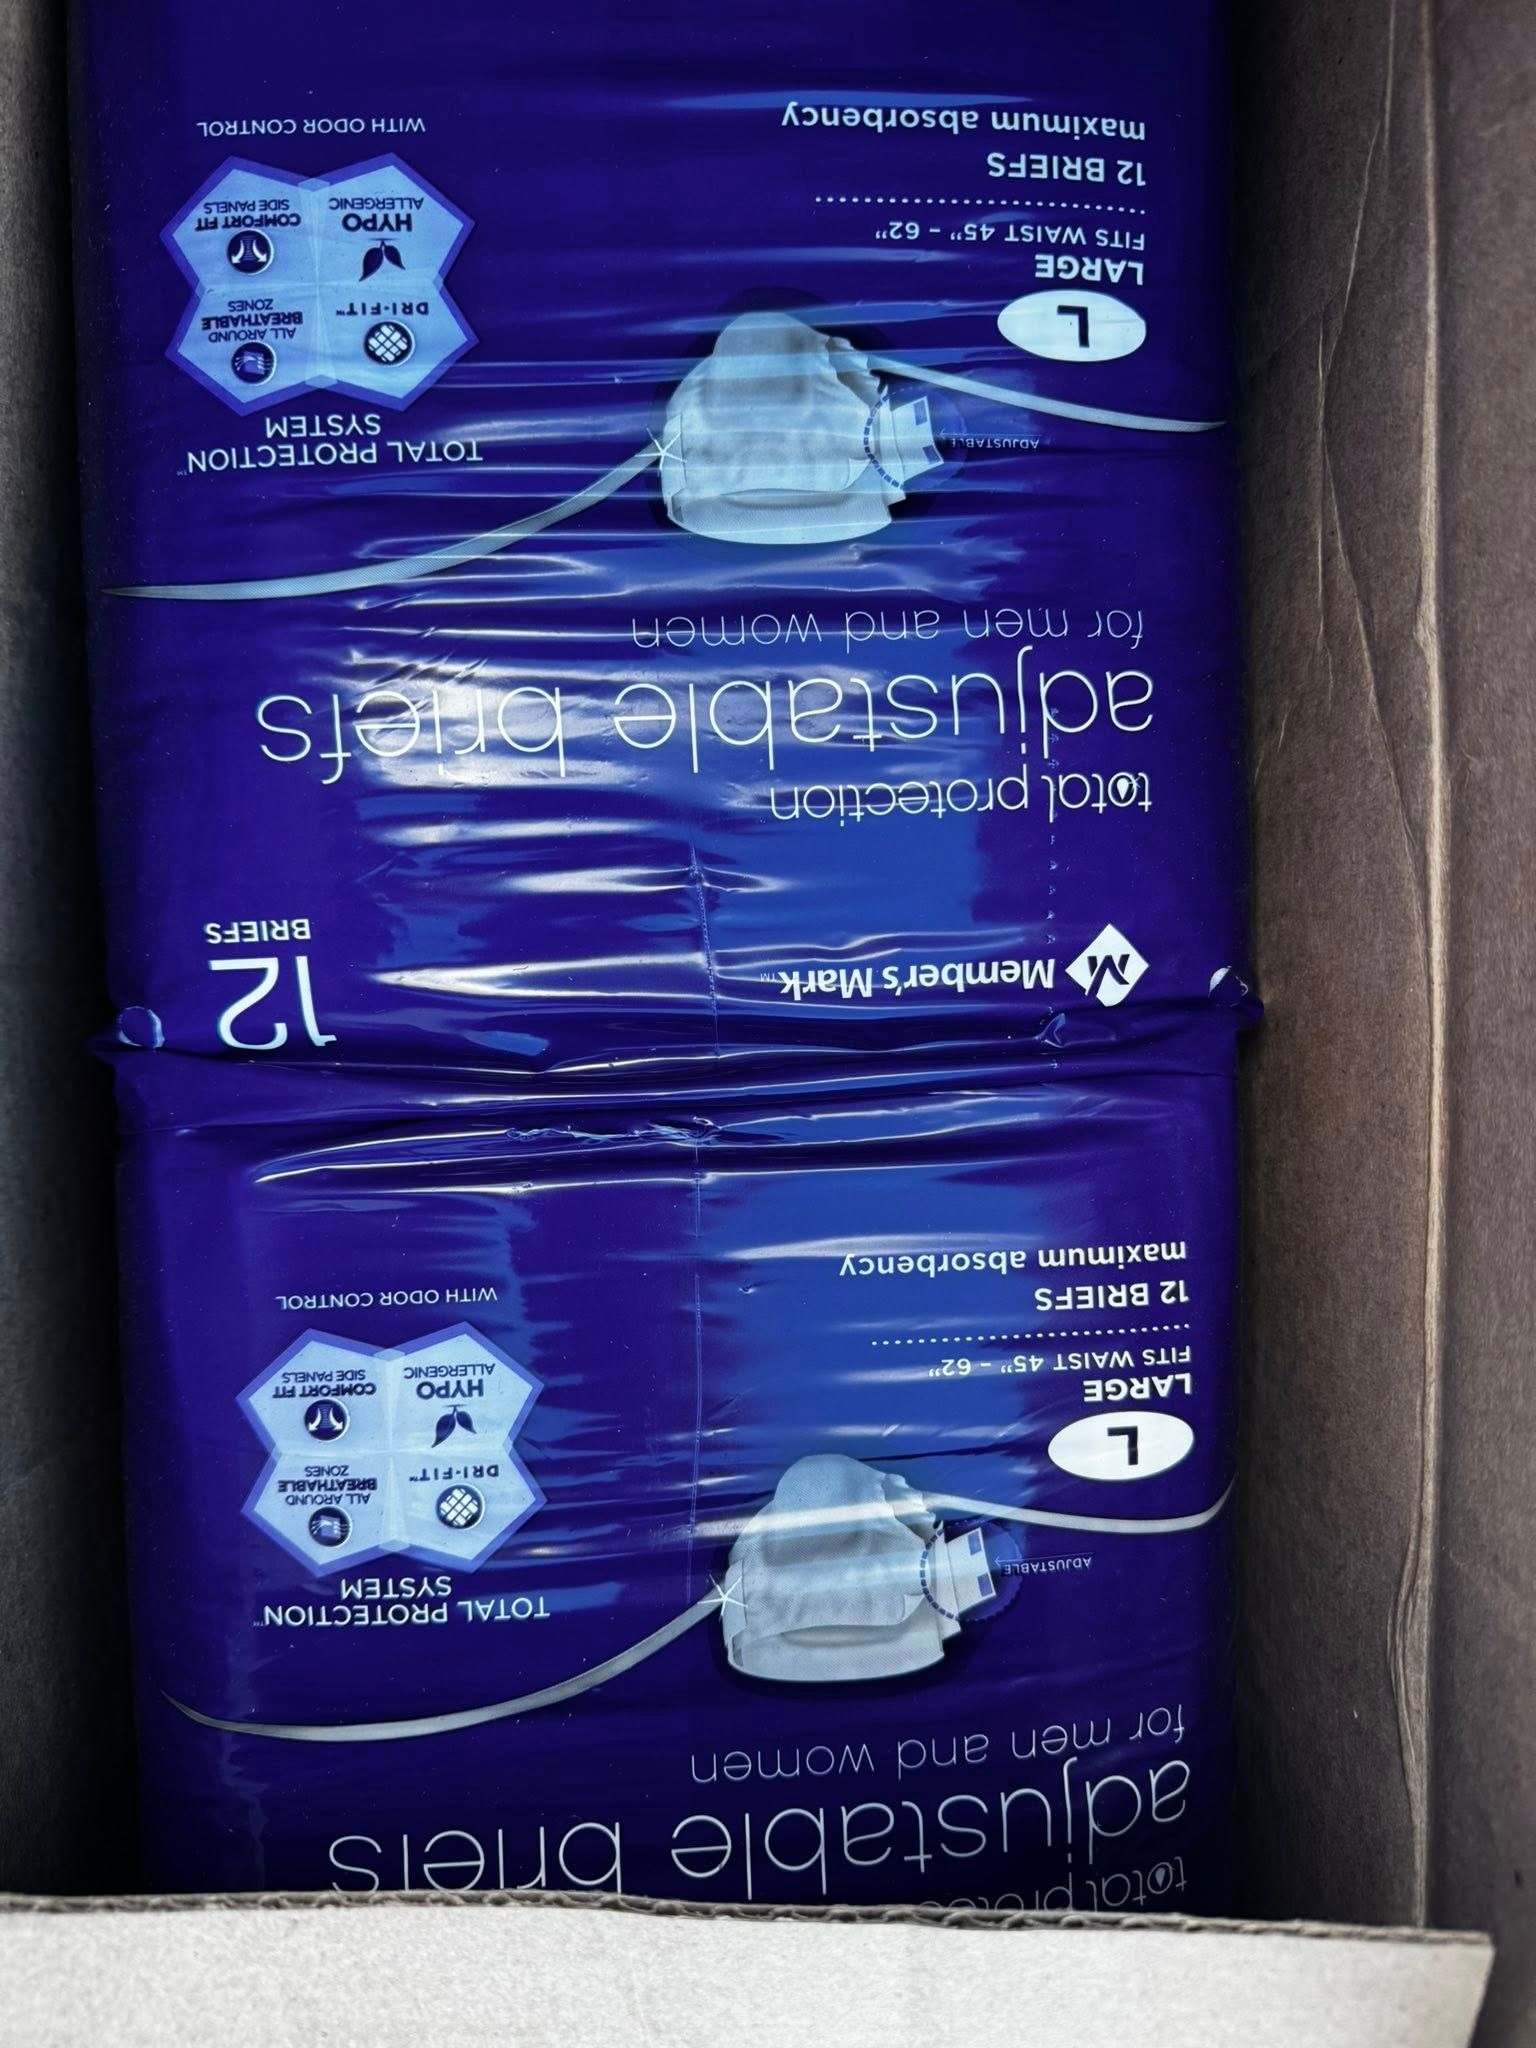 total
adjustable briefs
for men and women
ADJUSTABLE
L
LARGE
FITS WAIST 45" - 62"
12 BRIEFS
maximum absorbency
TOTAL PROTECTION™
SYSTEM
DRI-FIT™
ALL AROUND
BREATHABLE
ZONES
HYPO
ALLERGENIC
COMFORT FIT
SIDE PANELS
WITH ODOR CONTROL
Member's Mark™
12
BRIEFS
total protection
adjustable briefs
for men and women
ADJUSTABLE
L
LARGE
FITS WAIST 45" - 62"
12 BRIEFS
maximum absorbency
TOTAL PROTECTION™
SYSTEM
DRI-FIT™
ALL AROUND
BREATHABLE
ZONES
HYPO
ALLERGENIC
COMFORT FIT
SIDE PANELS
WITH ODOR CONTROL